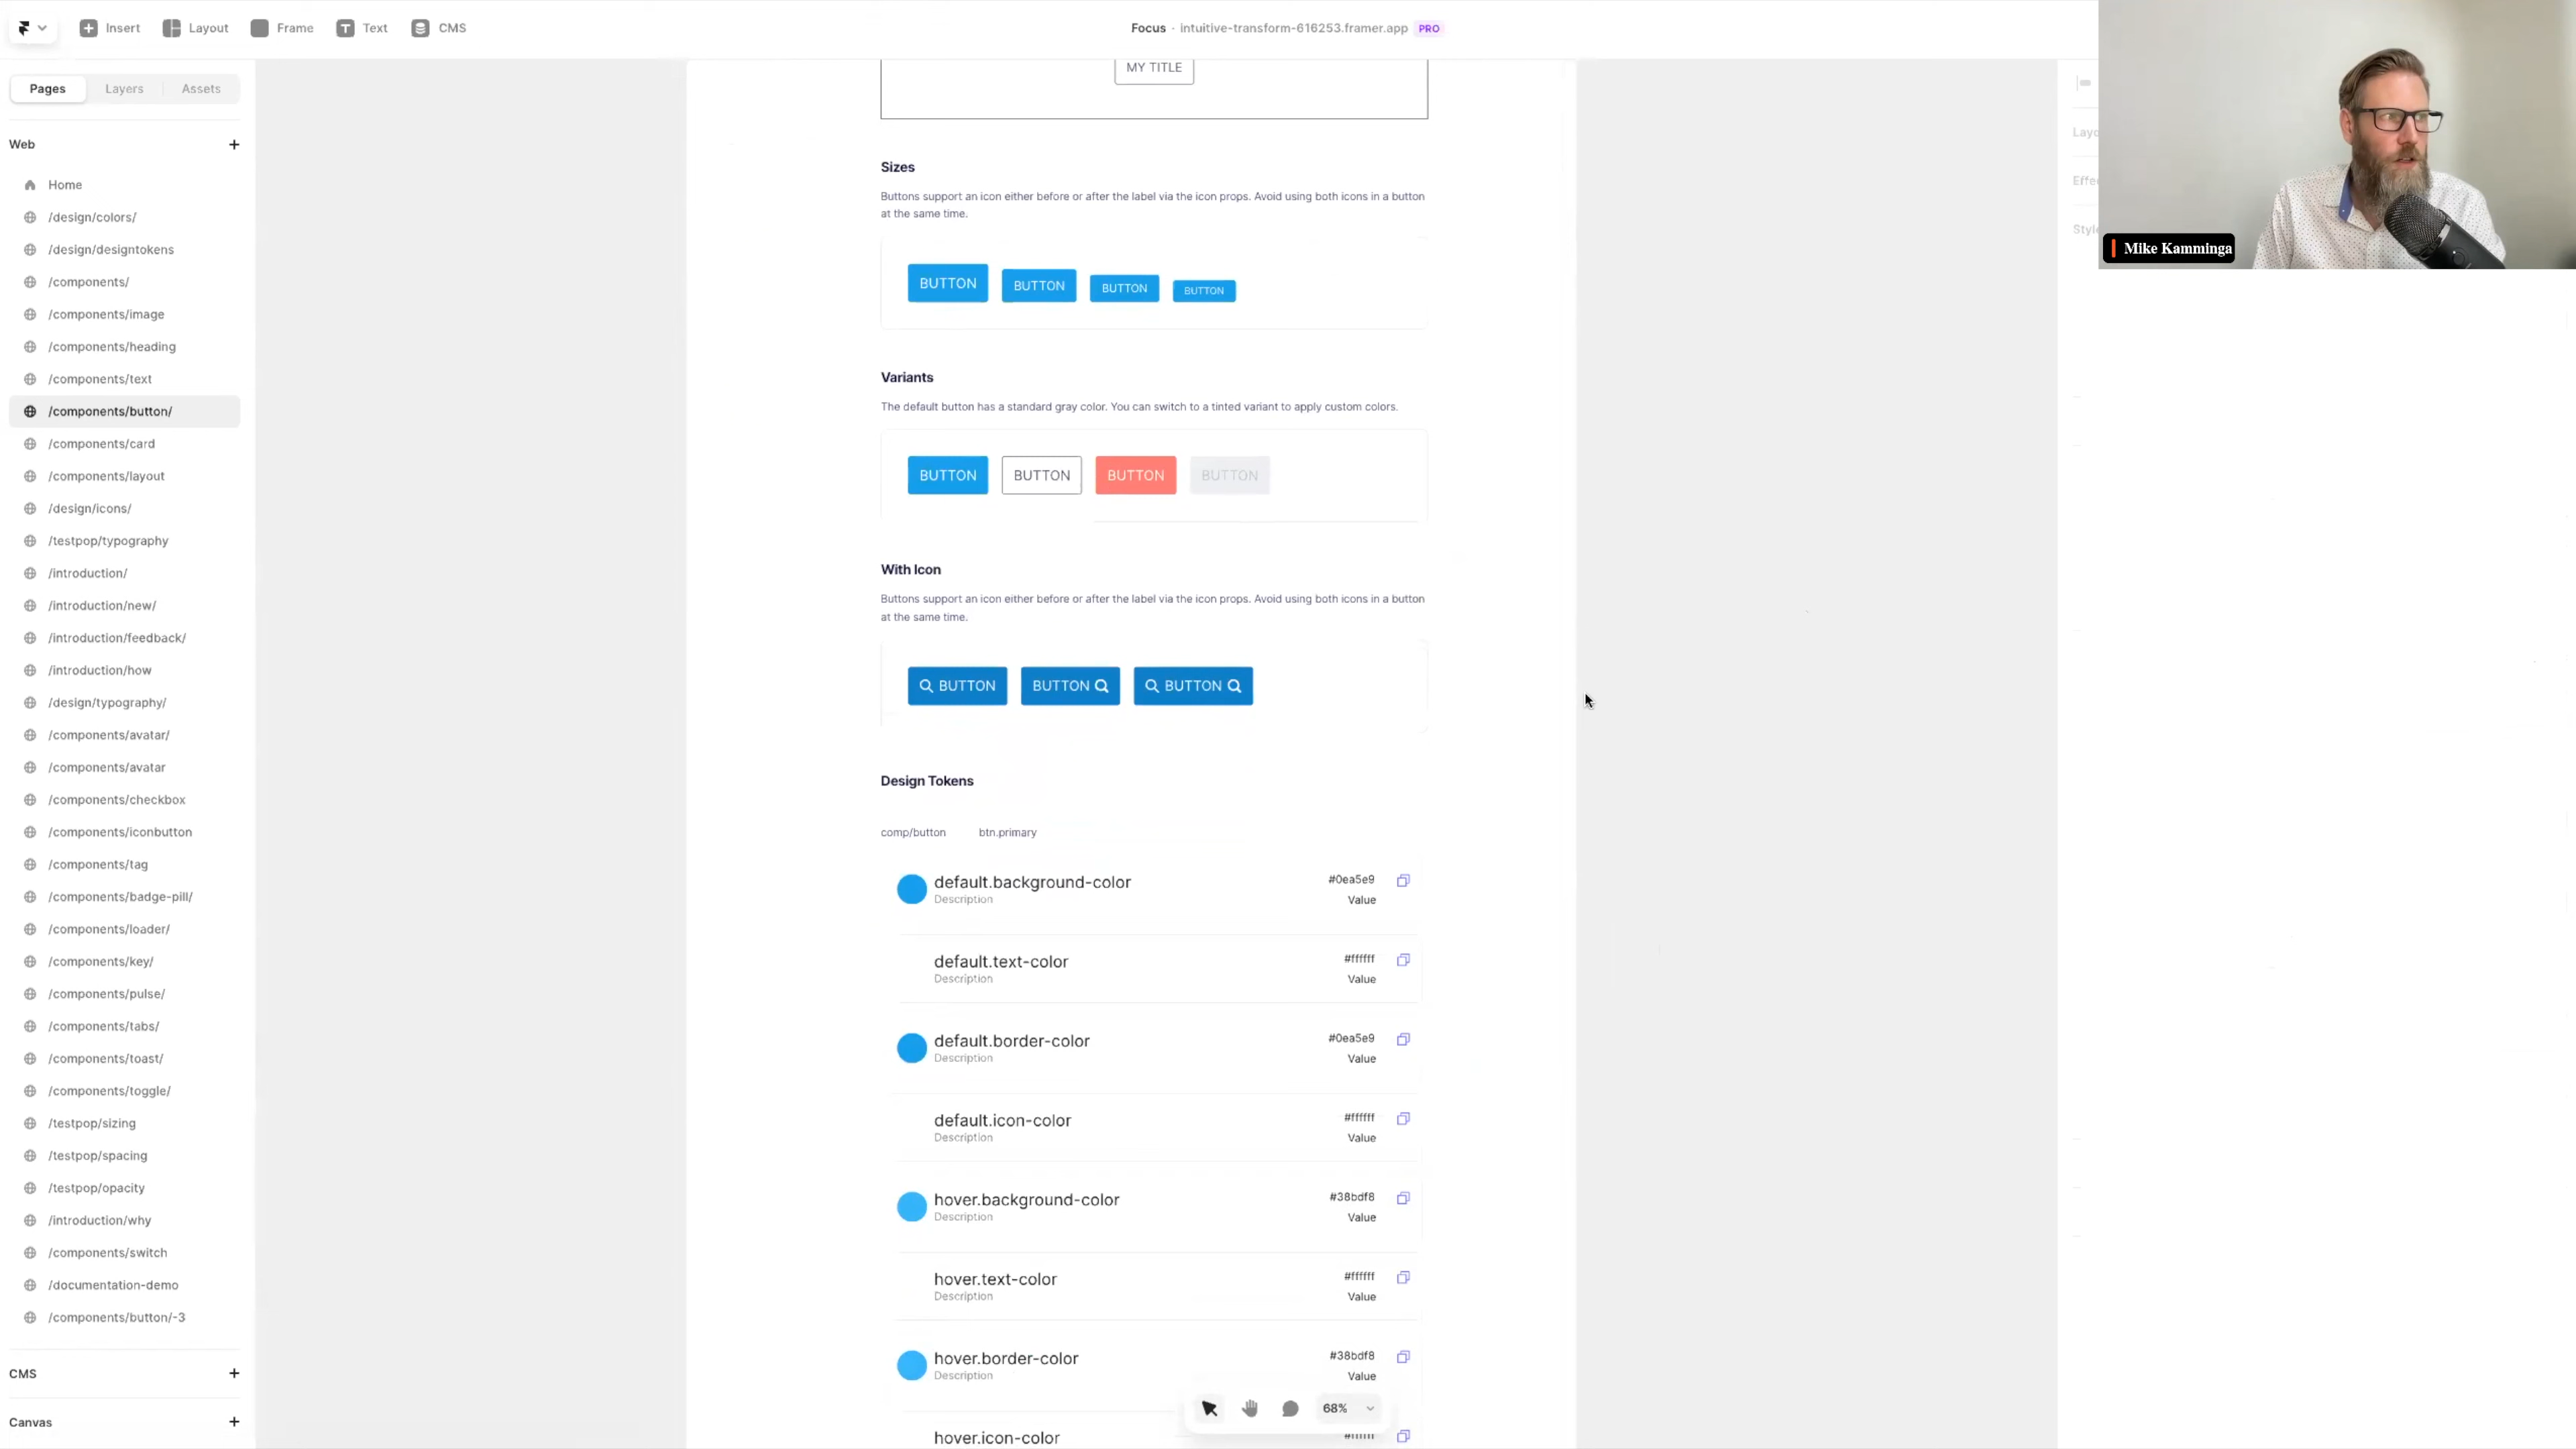 Insert
Layout
Frame
Text
CMS
Focus · intuitive-transform-616253.framer.app PRO
Pages
Layers
Assets
Web
Home
/design/colors/
/design/designtokens
/components/
/components/image
/components/heading
/components/text
/components/button/
/components/card
/components/layout
/design/icons/
/testpop/typography
/introduction/
/introduction/new/
/introduction/feedback/
/introduction/how
/design/typography/
/components/avatar/
/components/avatar
/components/checkbox
/components/iconbutton
/components/tag
/components/badge-pill/
/components/loader/
/components/key/
/components/pulse/
/components/tabs/
/components/toast/
/components/toggle/
/testpop/sizing
/testpop/spacing
/testpop/opacity
/introduction/why
/components/switch
/documentation-demo
/components/button/-3
CMS
Canvas
MY TITLE
Sizes
Buttons support an icon either before or after the label via the icon props. Avoid using both icons in a button
at the same time.
BUTTON BUTTON BUTTON BUTTON
Variants
The default button has a standard gray color. You can switch to a tinted variant to apply custom colors.
BUTTON BUTTON BUTTON BUTTON
With Icon
Buttons support an icon either before or after the label via the icon props. Avoid using both icons in a button
at the same time.
BUTTON BUTTON BUTTON
Design Tokens
comp/button btn.primary
default.background-color #0ea5e9
Description Value
default.text-color #ffffff
Description Value
default.border-color #0ea5e9
Description Value
default.icon-color #ffffff
Description Value
hover.background-color #38bdf8
Description Value
hover.text-color #ffffff
Description Value
hover.border-color #38bdf8
Description Value
hover.icon-color
68%
Mike Kamminga